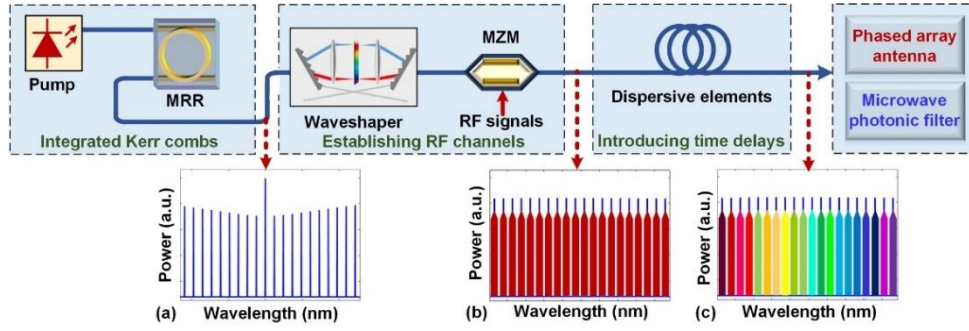 Pump
MRR
Integrated Kerr combs
Waveshaper
MZM
RF signals
Establishing RF channels
Dispersive elements
Introducing time delays
Phased array
antenna
Microwave
photonic filter
Power (a.u.)
(a)
Wavelength (nm)
Power (a.u.)
(b)
Wavelength (nm)
Power (a.u.)
(c)
Wavelength (nm)